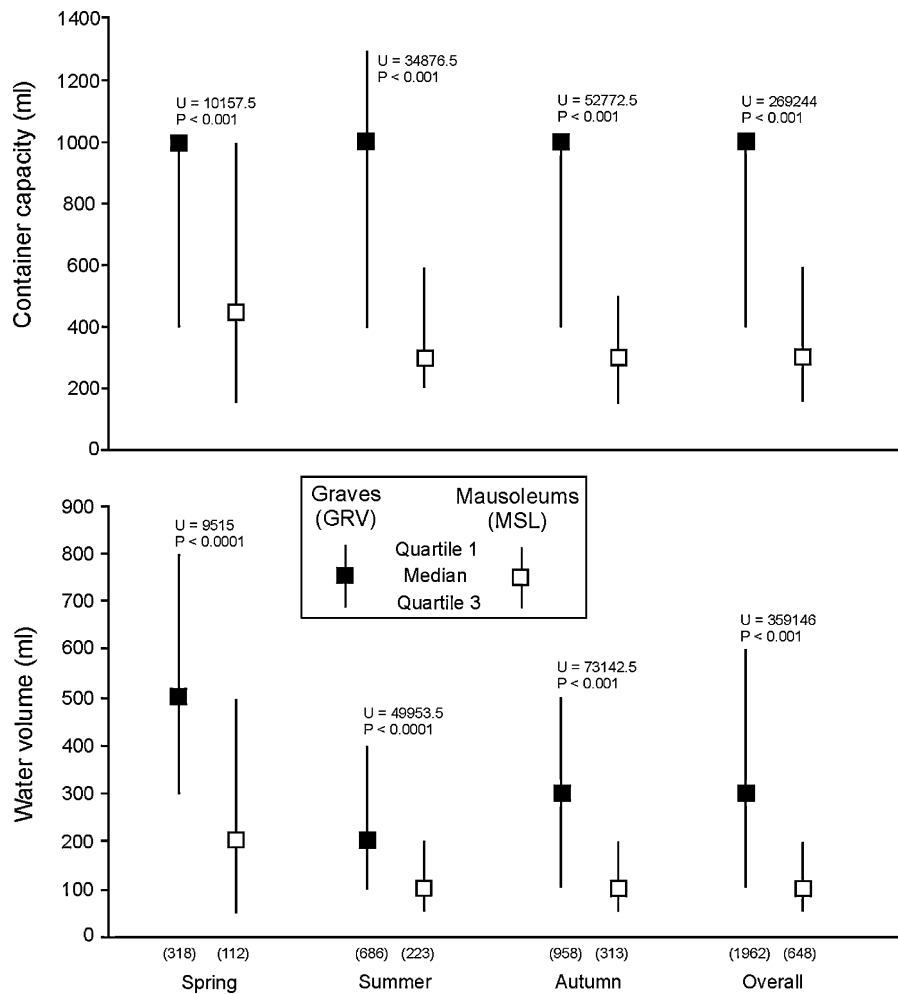 Container capacity (ml)
1400
1200
1000
800
600
400
200
0
U = 10157.5
P < 0.001
U = 34876.5
P < 0.001
U = 52772.5
P < 0.001
U = 269244
P < 0.001
Water volume (ml)
900
800
700
600
500
400
300
200
100
0
Graves
(GRV)
Mausoleums
(MSL)
Quartile 1
Median
Quartile 3
U = 9515
P < 0.0001
U = 49953.5
P < 0.0001
U = 73142.5
P < 0.001
U = 359146
P < 0.001
(318) (112) (686) (223) (958) (313) (1962) (648)
Spring Summer Autumn Overall